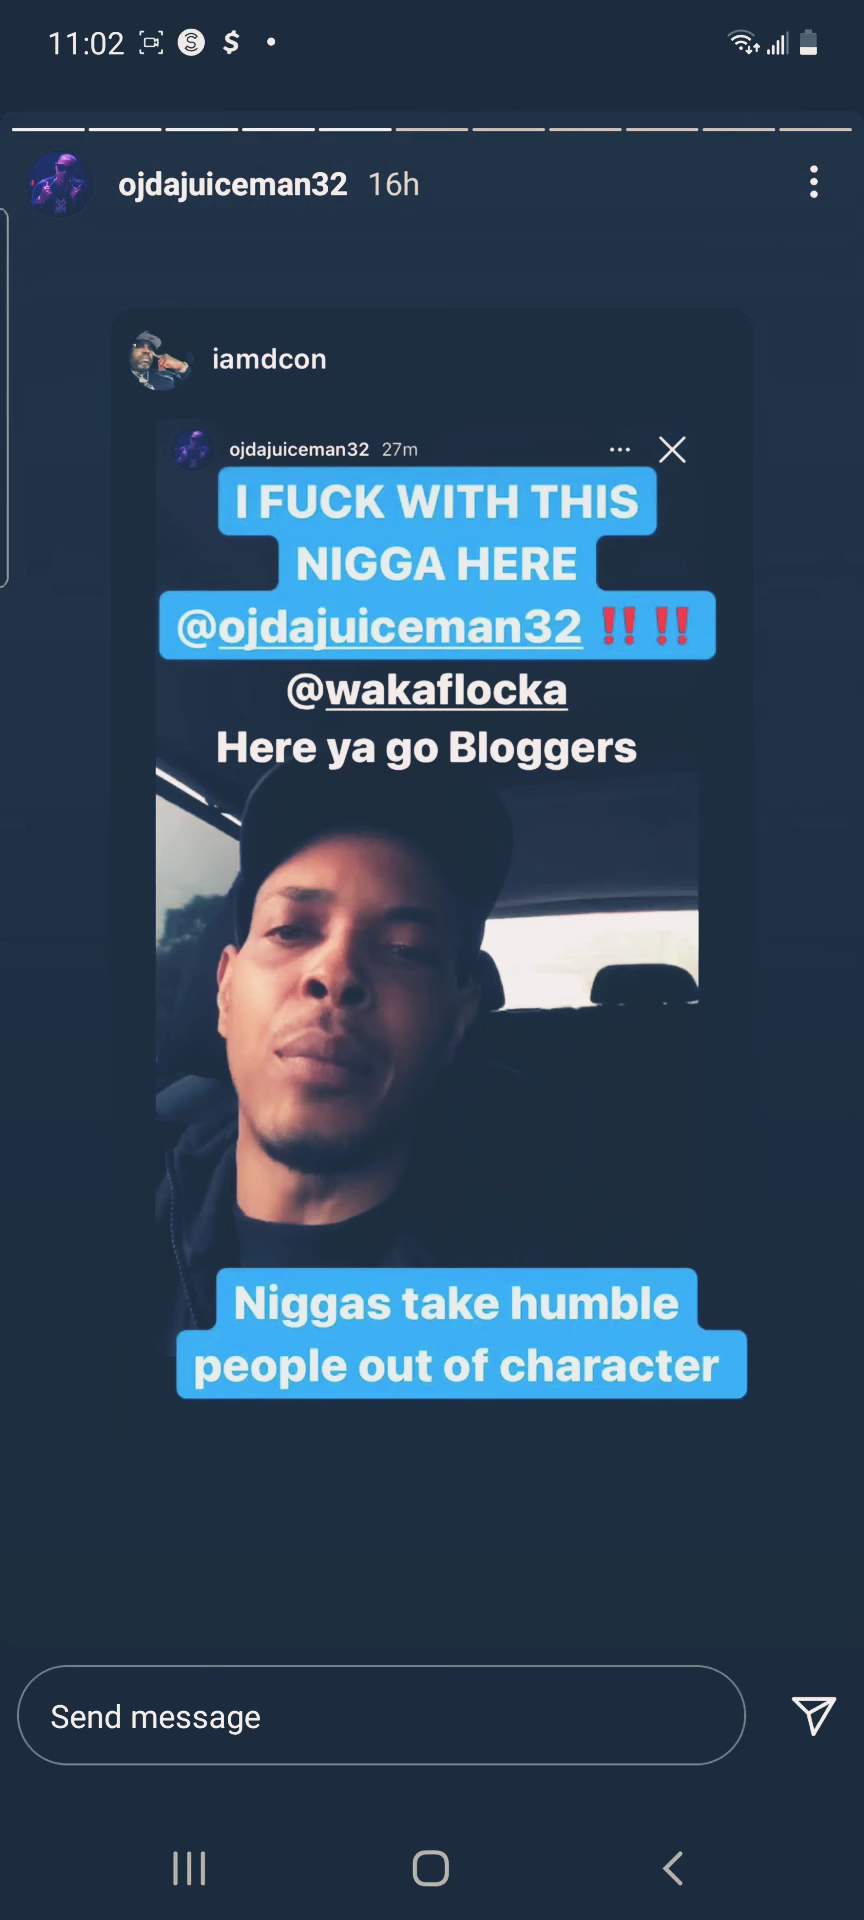 11:02
ojdajuiceman32 16h
iamdcon
ojdajuiceman32 27m
I FUCK WITH THIS
NIGGA HERE
@ojdajuiceman32 ‼️ ‼️
@wakaflocka
Here ya go Bloggers
Niggas take humble
people out of character
Send message